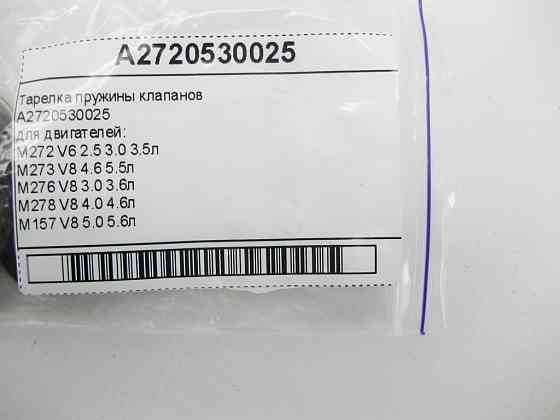 A2720530025
Тарелка пружины клапанов
A2720530025
для двигателей:
M272 V6 2.5 3.0 3.5л
M273 V8 4.6 5.5л
M276 V8 3.0 3.6л
M278 V8 4.0 4.6л
M157 V8 5.0 5.6л